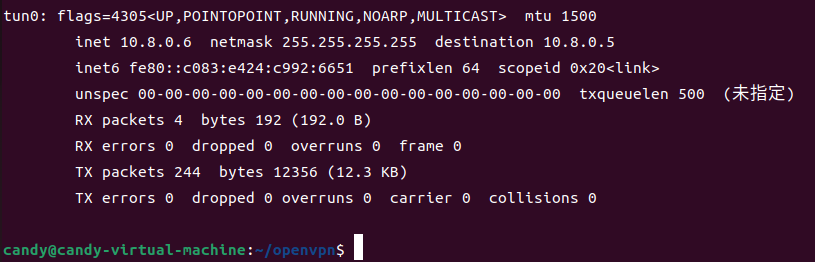 tun0: flags=4305<UP,POINTOPOINT,RUNNING,NOARP,MULTICAST>  mtu 1500
        inet 10.8.0.6  netmask 255.255.255.255  destination 10.8.0.5
        inet6 fe80::c083:e424:c992:6651  prefixlen 64  scopeid 0x20<link>
        unspec 00-00-00-00-00-00-00-00-00-00-00-00-00-00-00-00  txqueuelen 500  (未指定)
        RX packets 4  bytes 192 (192.0 B)
        RX errors 0  dropped 0  overruns 0  frame 0
        TX packets 244  bytes 12356 (12.3 KB)
        TX errors 0  dropped 0 overruns 0  carrier 0  collisions 0
candy@candy-virtual-machine:~/openvpn$